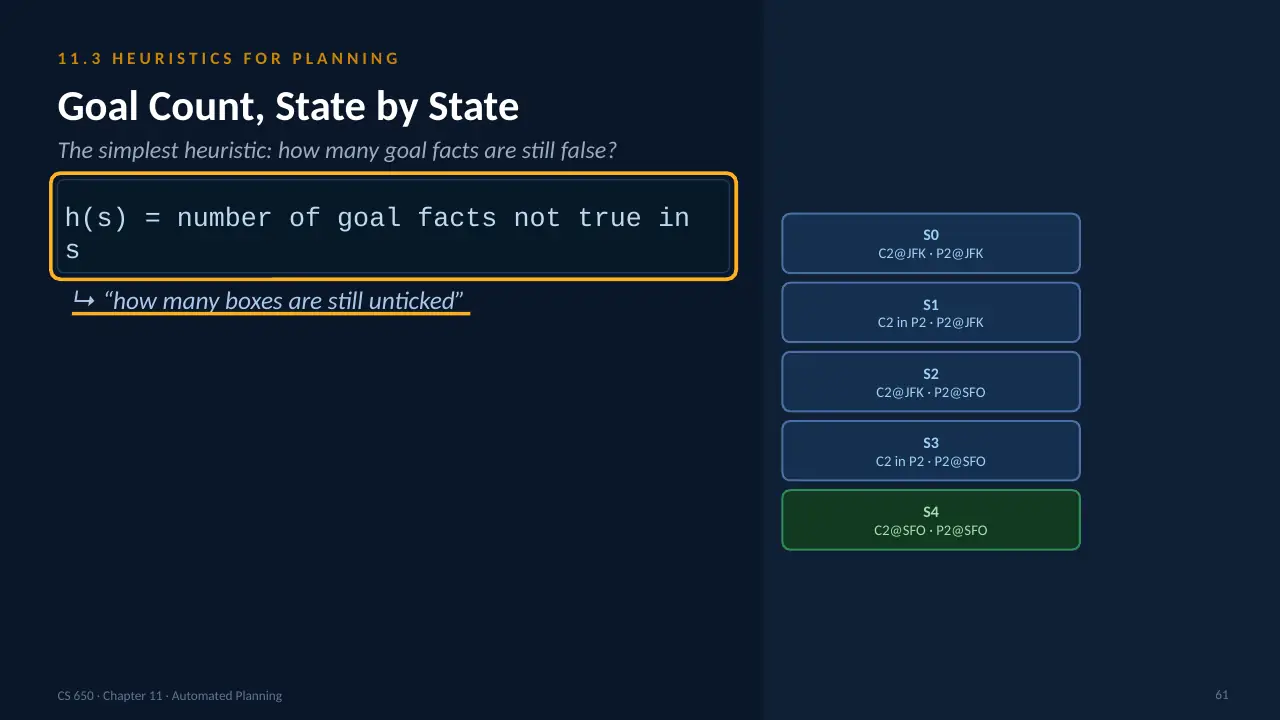 11.3 HEURISTICS FOR PLANNING
Goal Count, State by State
The simplest heuristic: how many goal facts are still false?
h(s) = number of goal facts not true in
s
↪ “how many boxes are still unticked”
S0
C2@JFK · P2@JFK
S1
C2 in P2 · P2@JFK
S2
C2@JFK · P2@SFO
S3
C2 in P2 · P2@SFO
S4
C2@SFO · P2@SFO
CS 650 · Chapter 11 · Automated Planning
61